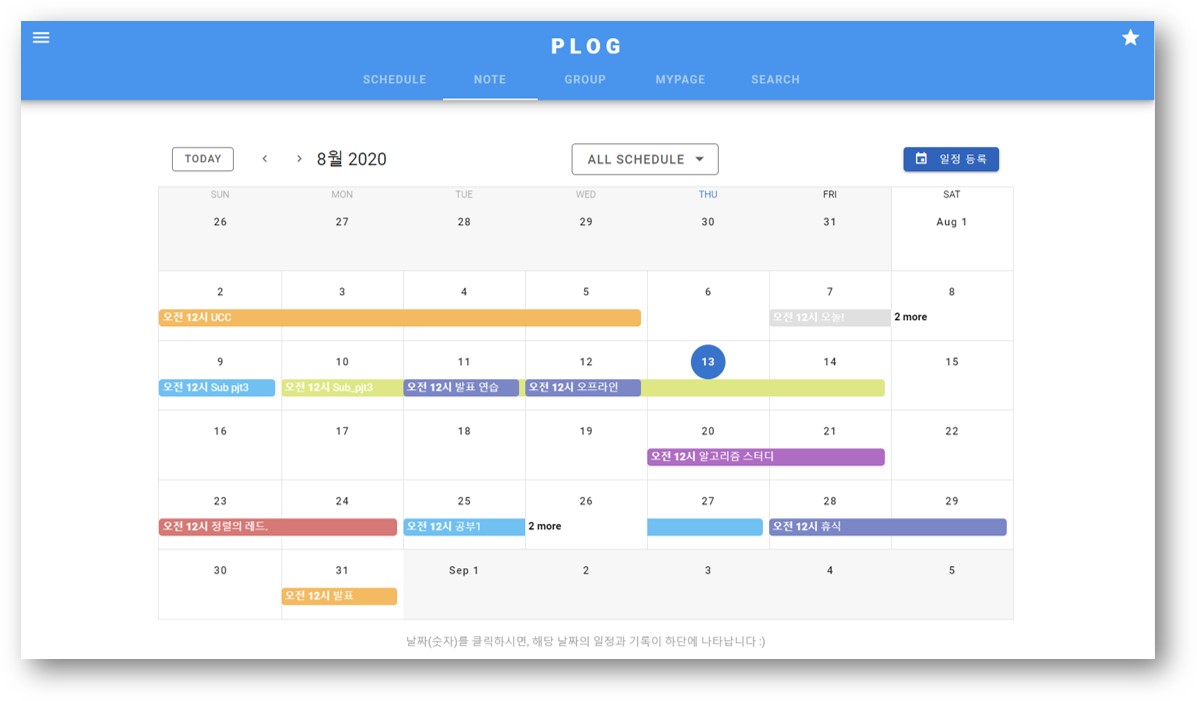 PLOG
SCHEDULE NOTE GROUP MYPAGE SEARCH
TODAY 8월 2020 ALL SCHEDULE 일정 등록
SUN MON TUE WED THU FRI SAT
26 27 28 29 30 31 Aug 1
2 3 4 5 6 7 8
오전 12시 UCC 오전 12시 오늘! 2 more
9 10 11 12 13 14 15
오전 12시 Sub pjt3 오전 12시 Sub_pjt3 오전 12시 발표 연습 오전 12시 오프라인
16 17 18 19 20 21 22
오전 12시 알고리즘 스터디
23 24 25 26 27 28 29
오전 12시 정렬의 레드. 오전 12시 공부1 2 more 오전 12시 휴식
30 31 Sep 1 2 3 4 5
오전 12시 발표
날짜(숫자)를 클릭하시면, 해당 날짜의 일정과 기록이 하단에 나타납니다 :)